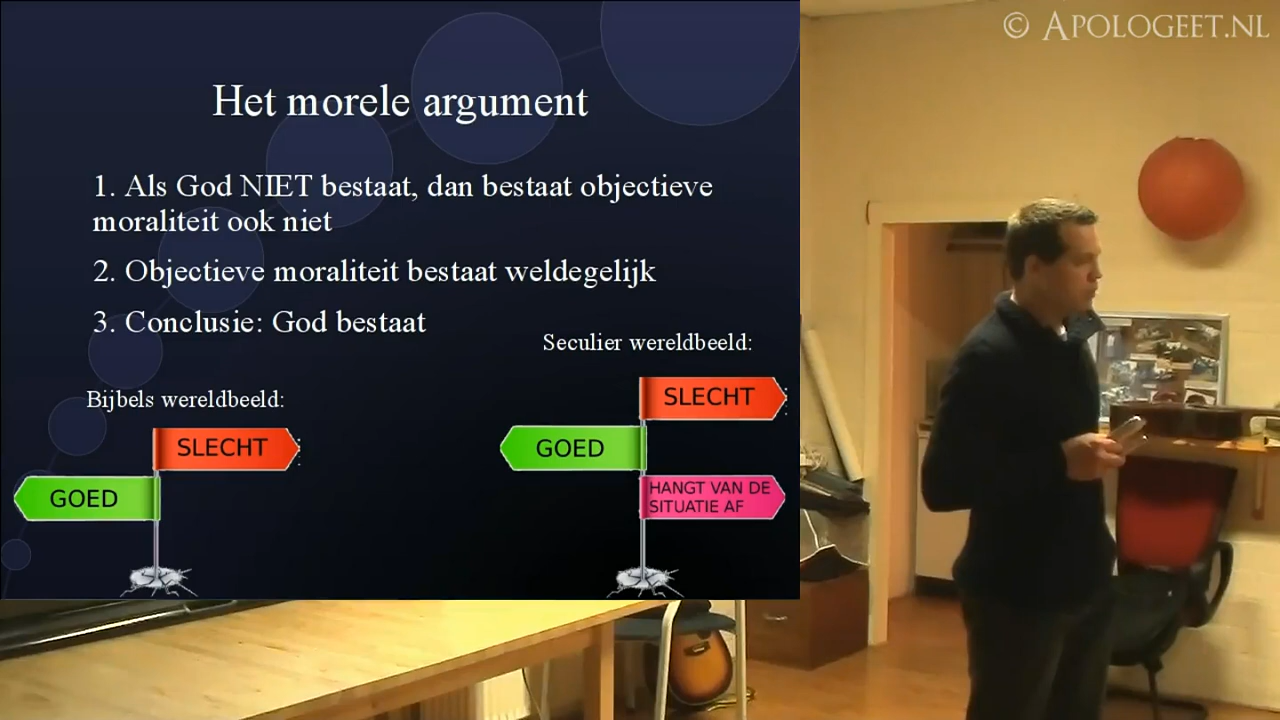 © APOLOGEET.NL
Het morele argument
1. Als God NIET bestaat, dan bestaat objectieve
moraliteit ook niet
2. Objectieve moraliteit bestaat weldegelijk
3. Conclusie: God bestaat
Seculier wereldbeeld:
SLECHT
GOED
HANGT VAN DE
SITUATIE AF
Bijbels wereldbeeld:
SLECHT
GOED